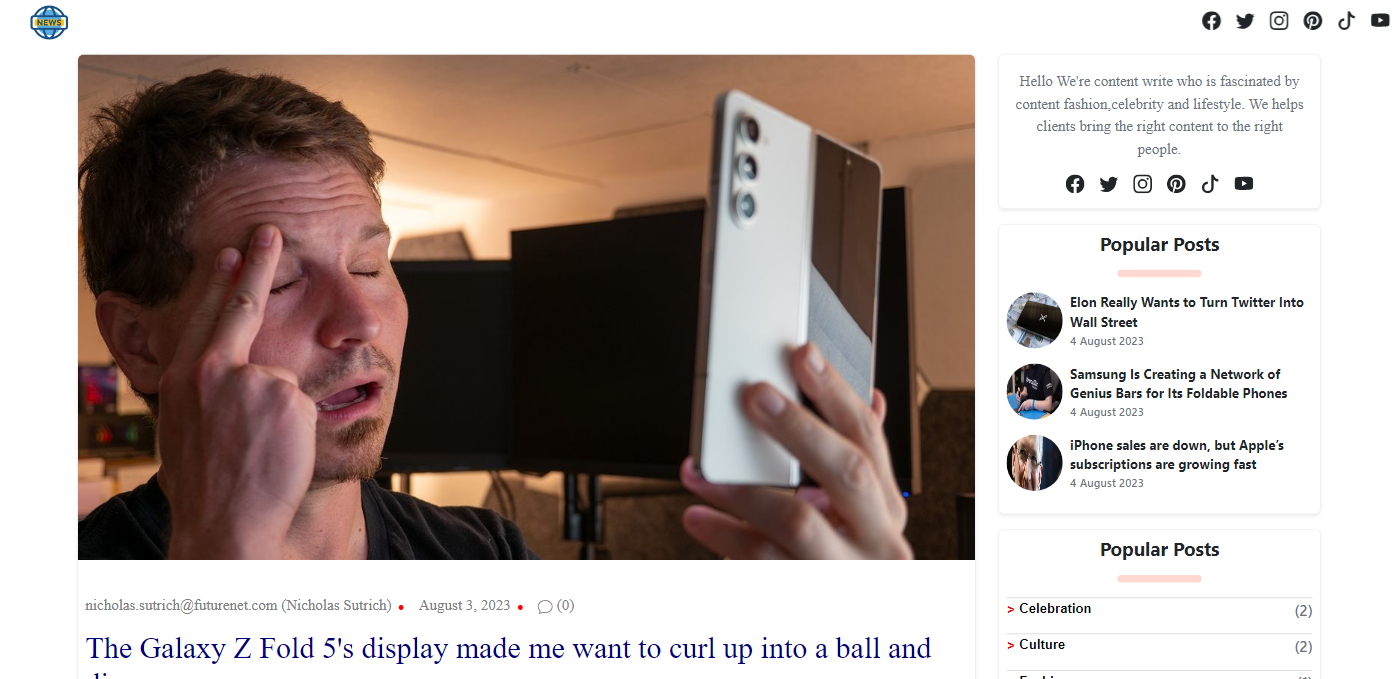 NEWS
nicholas.sutrich@futurenet.com (Nicholas Sutrich) • August 3, 2023 • (0)
The Galaxy Z Fold 5's display made me want to curl up into a ball and
Hello We're content write who is fascinated by
content fashion,celebrity and lifestyle. We helps
clients bring the right content to the right
people.
Popular Posts
Elon Really Wants to Turn Twitter Into
Wall Street
4 August 2023
Samsung Is Creating a Network of
Genius Bars for Its Foldable Phones
4 August 2023
iPhone sales are down, but Apple’s
subscriptions are growing fast
4 August 2023
Popular Posts
> Celebration (2)
> Culture (2)